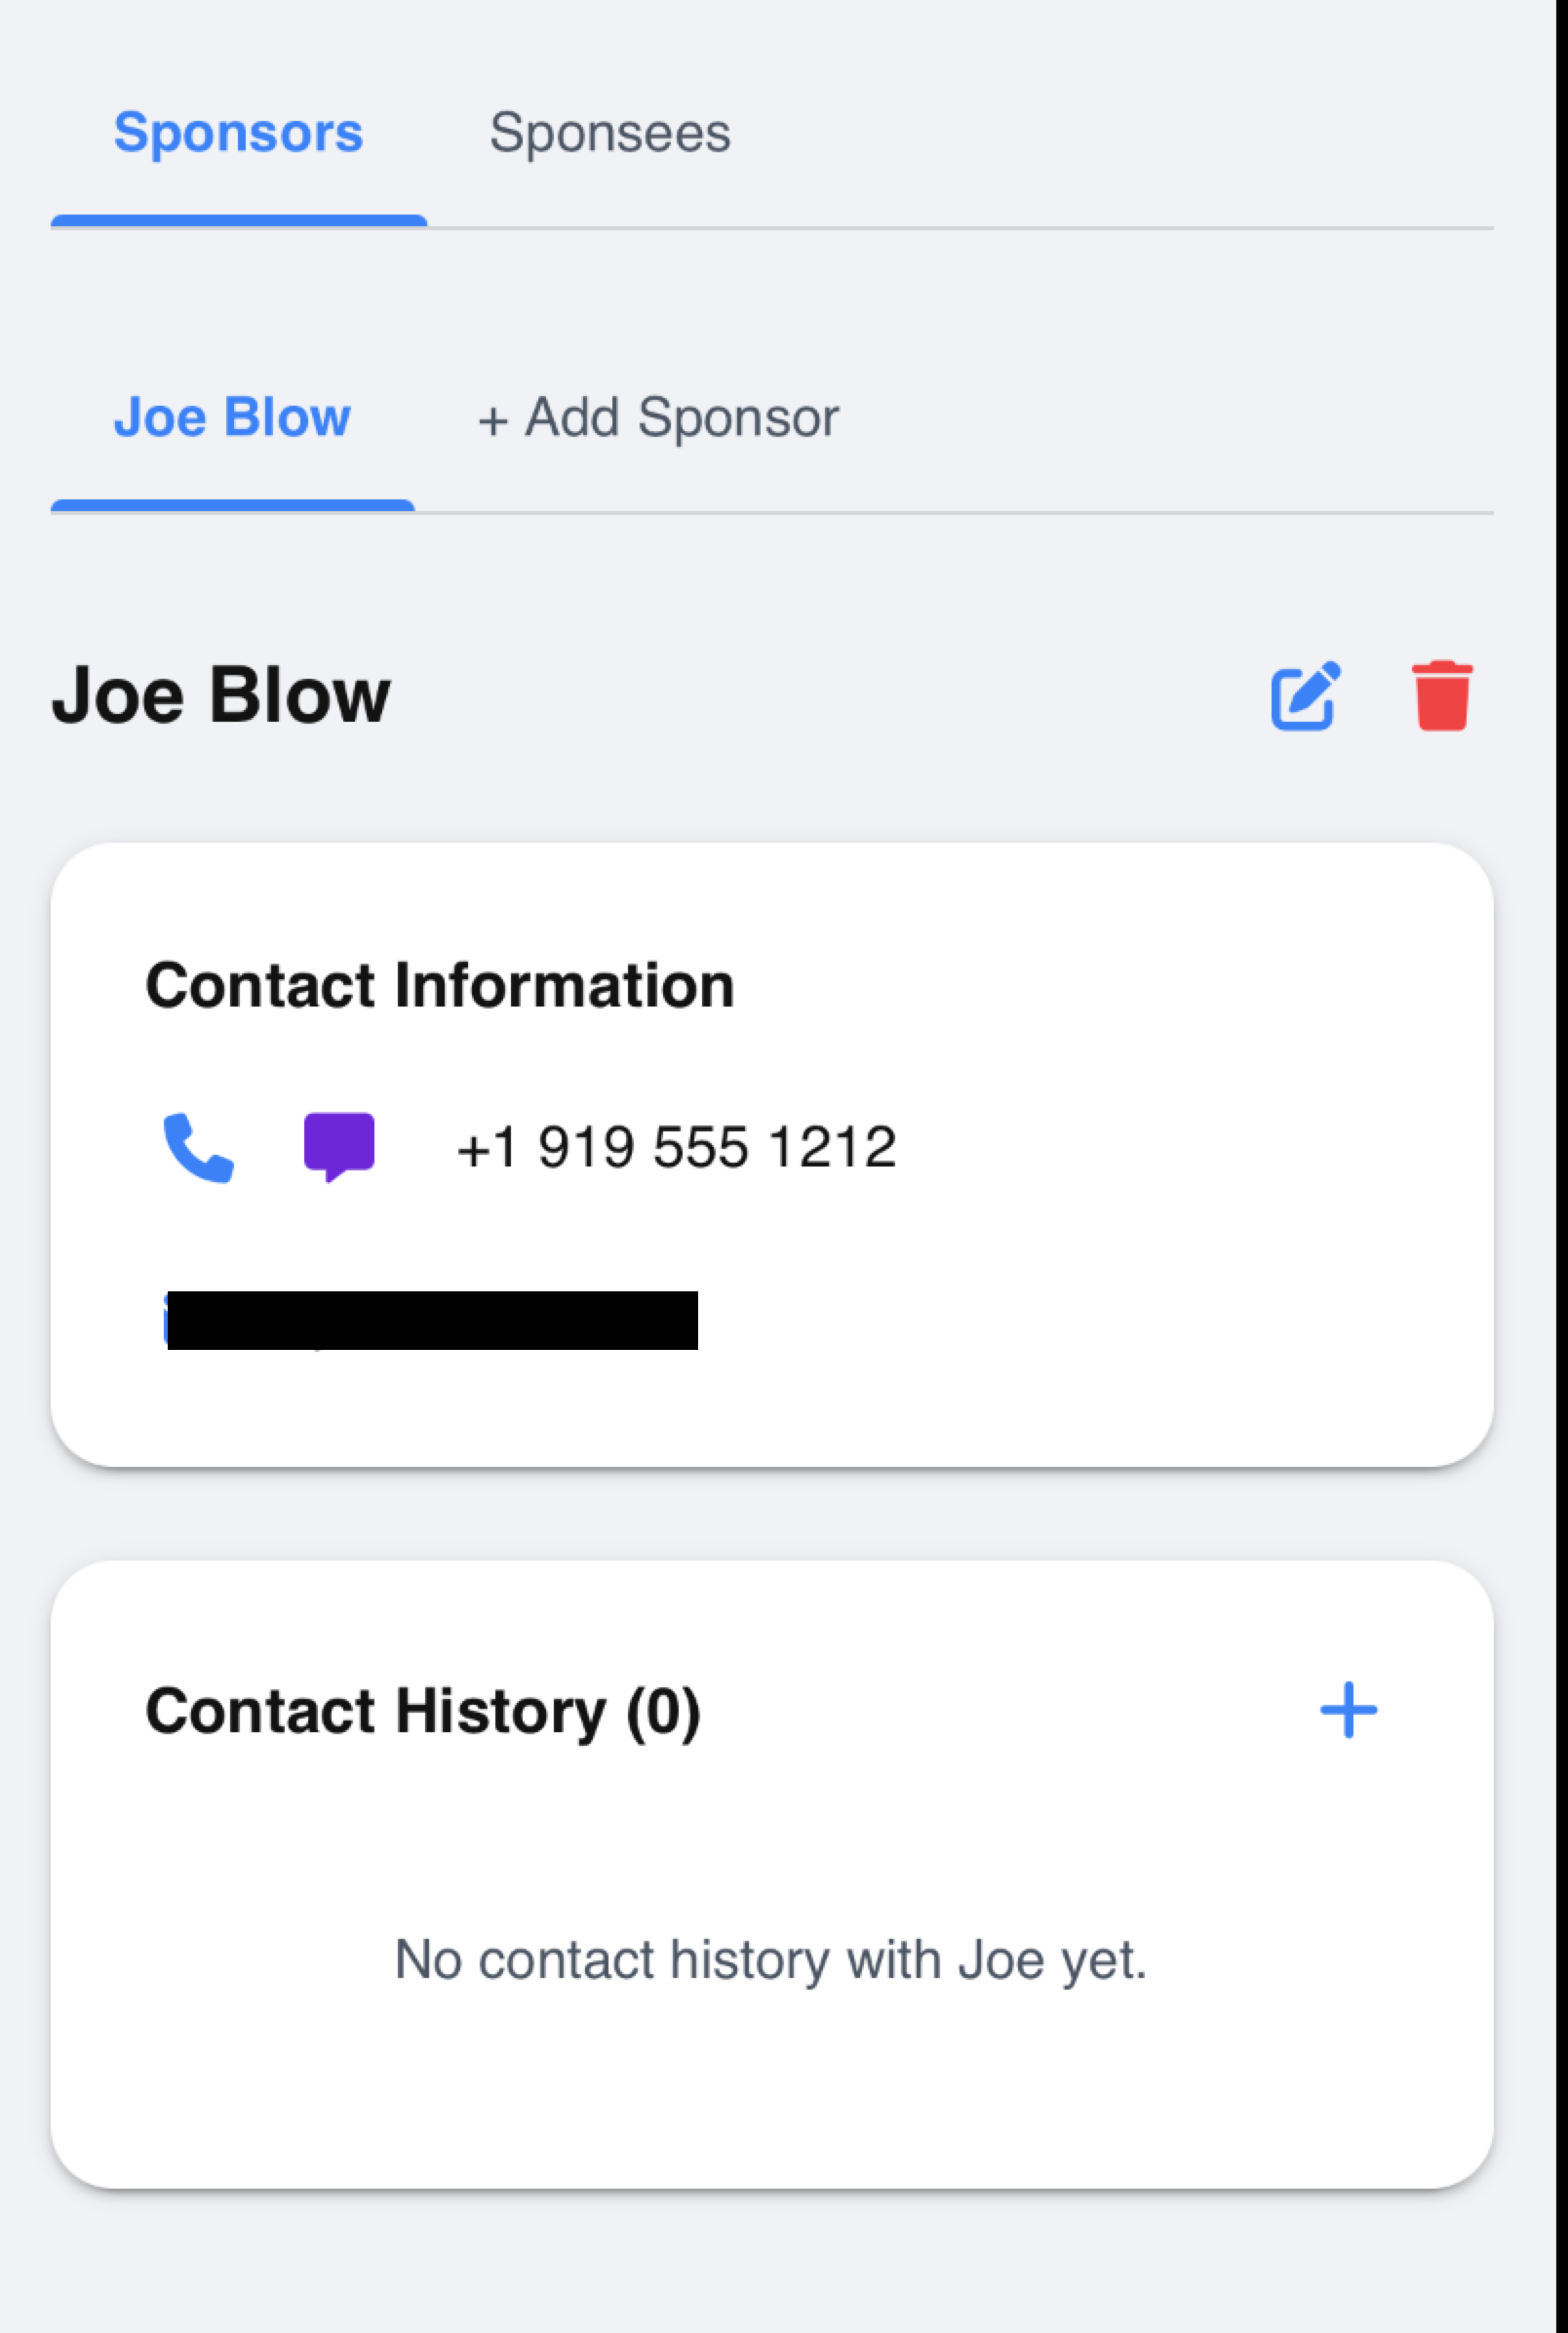 Sponsors Sponsees
Joe Blow + Add Sponsor
Joe Blow
Contact Information
+1 919 555 1212
Contact History (0)
No contact history with Joe yet.